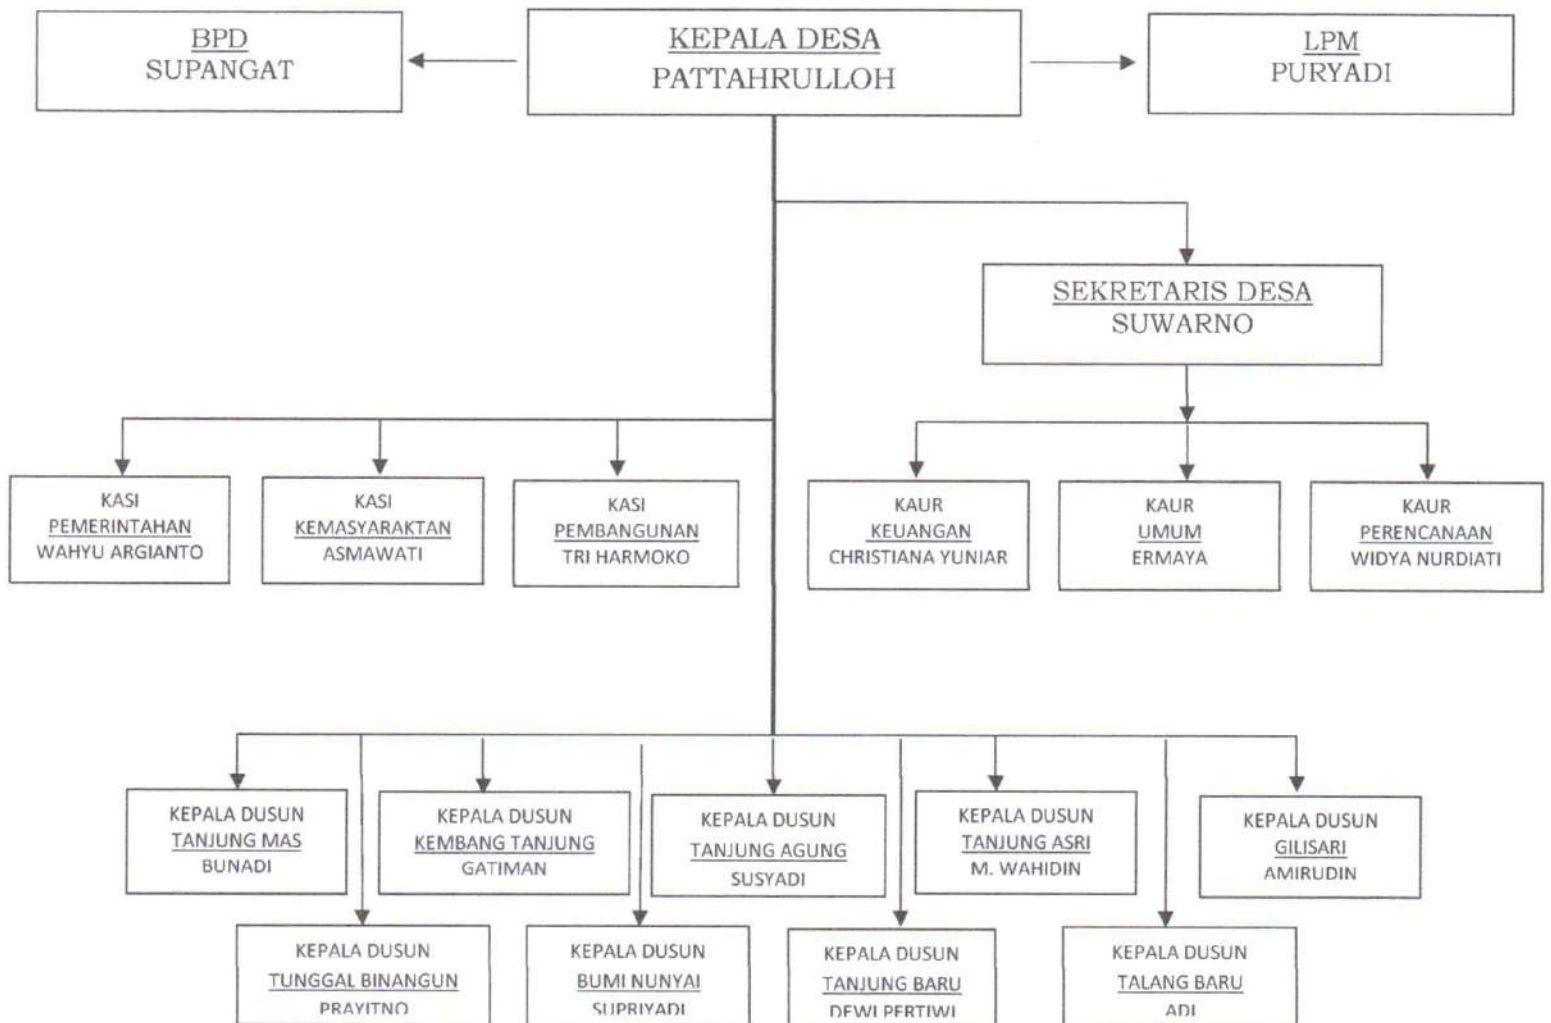 BPD
SUPANGAT
KEPALA DESA
PATTAHRULLOH
LPM
PURYADI
SEKRETARIS DESA
SUWARNO
KASI
PEMERINTAHAN
WAHYU ARGIANTO
KASI
KEMASYARAKTAN
ASMAWATI
KASI
PEMBANGUNAN
TRI HARMOKO
KAUR
KEUANGAN
CHRISTIANA YUNIAR
KAUR
UMUM
ERMAYA
KAUR
PERENCANAAN
WIDYA NURDIATI
KEPALA DUSUN
TANJUNG MAS
BUNADI
KEPALA DUSUN
KEMBANG TANJUNG
GATIMAN
KEPALA DUSUN
TANJUNG AGUNG
SUSYADI
KEPALA DUSUN
TANJUNG ASRI
M. WAHIDIN
KEPALA DUSUN
GILISARI
AMIRUDIN
KEPALA DUSUN
TUNGGAL BINANGUN
PRAYITNO
KEPALA DUSUN
BUMI NUNYAI
SUPRIYADI
KEPALA DUSUN
TANJUNG BARU
DEWI PERTIWI
KEPALA DUSUN
TALANG BARU
ADI